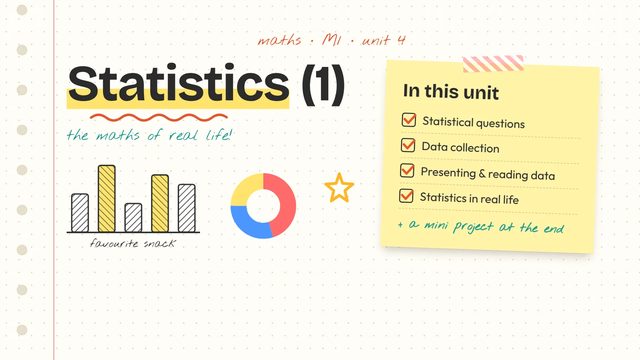 maths · M1 · unit 4
Statistics (1)
the maths of real life!
favourite snack
In this unit
Statistical questions
Data collection
Presenting & reading data
Statistics in real life
+ a mini project at the end